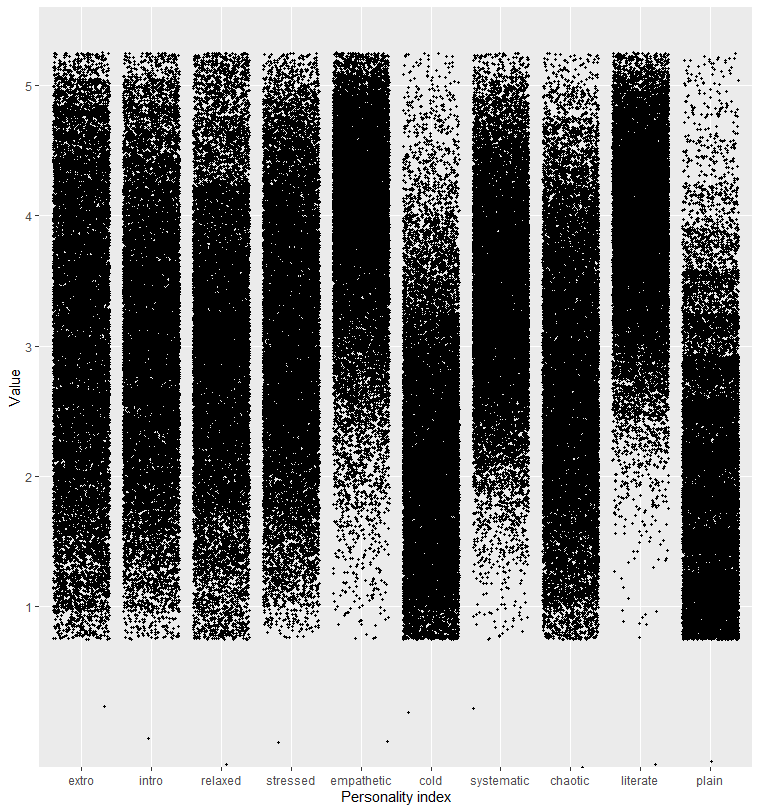 5
4
3
2
1
Value
extro intro relaxed stressed empathetic cold systematic chaotic literate plain
Personality index